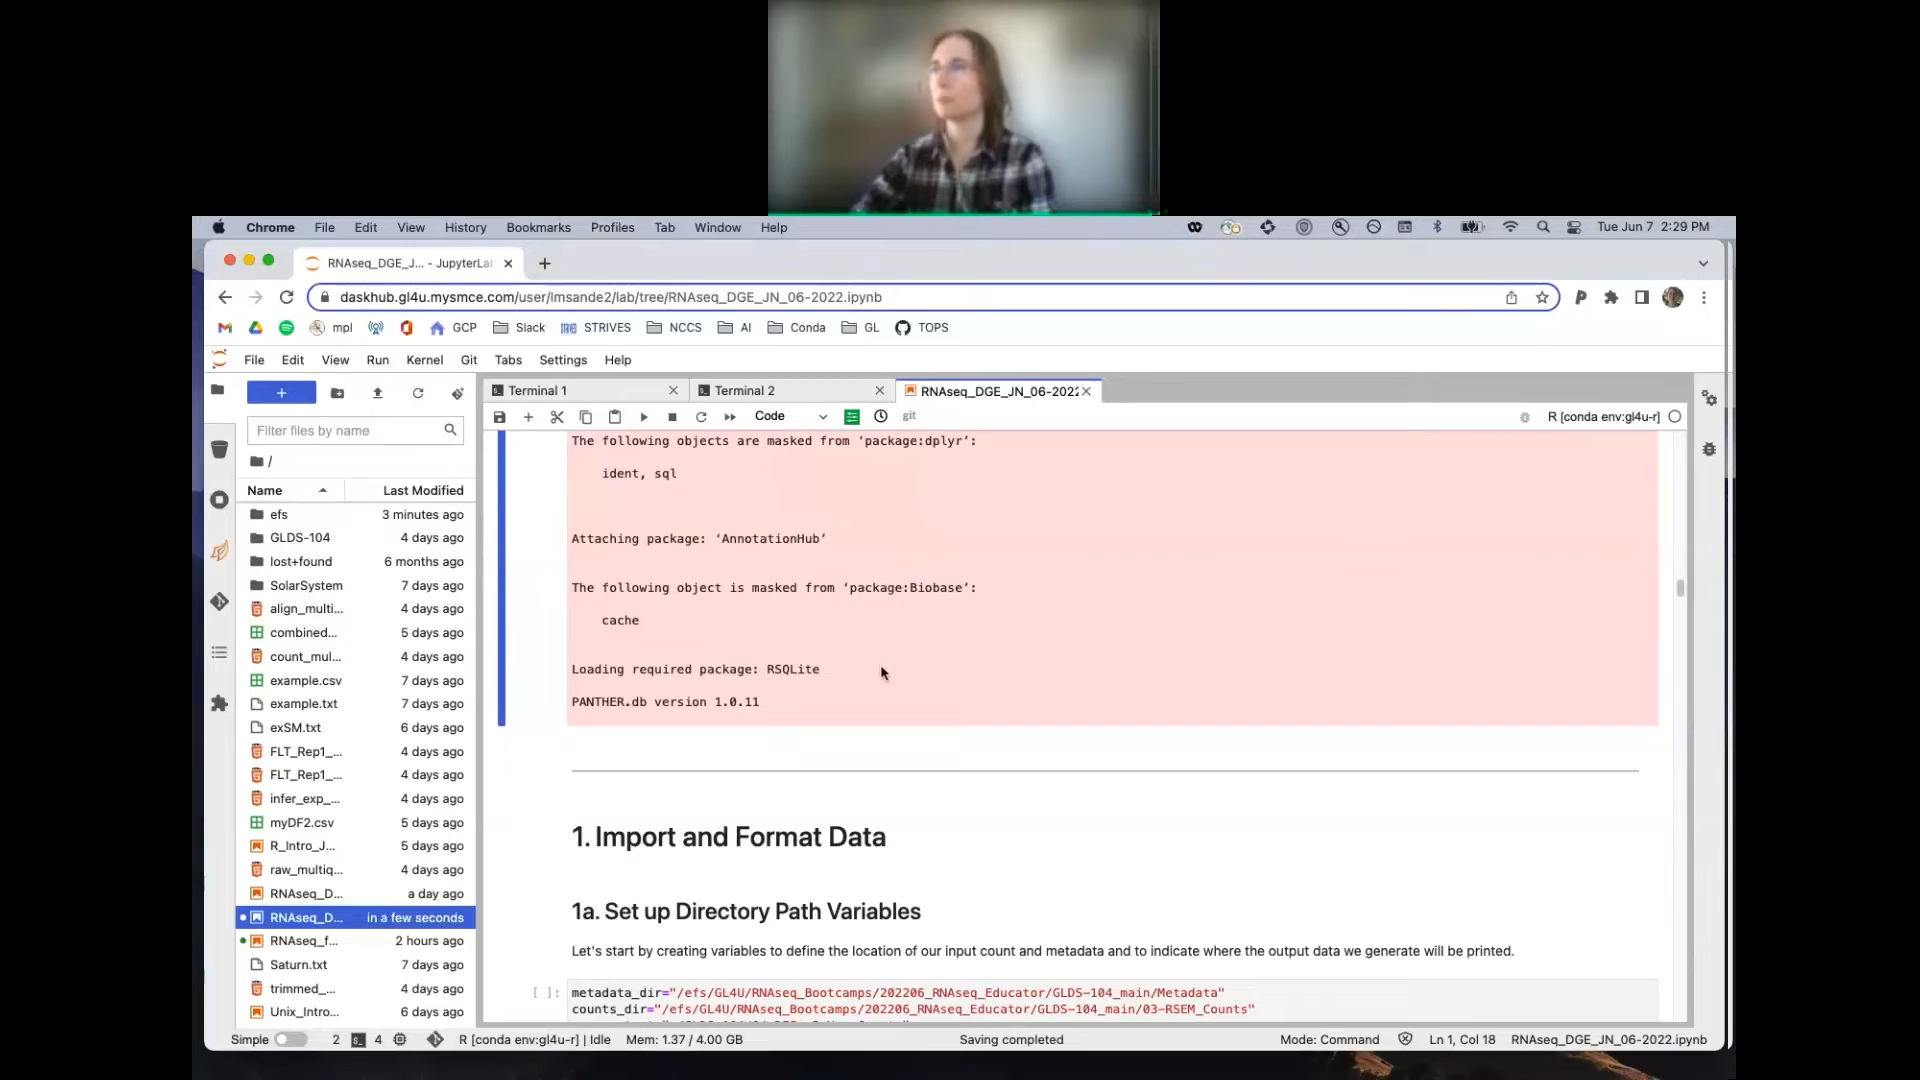 Chrome File Edit View History Bookmarks Profiles Tab Window Help Tue Jun 7 2:29 PM
RNAseq_DGE_J... - JupyterLa
daskhub.gl4u.mysmce.com/user/lmsande2/lab/tree/RNAseq_DGE_JN_06-2022.ipynb
mpl GCP Slack STRIVES NCCS AI Conda GL TOPS
File Edit View Run Kernel Git Tabs Settings Help
Terminal 1 Terminal 2 RNAseq_DGE_JN_06-2022
Code git R [conda env:gl4u-r]
Filter files by name
/
Name Last Modified
efs 3 minutes ago
GLDS-104 4 days ago
lost+found 6 months ago
SolarSystem 7 days ago
align_multi... 4 days ago
combined... 5 days ago
count_mul... 4 days ago
example.csv 7 days ago
example.txt 7 days ago
exSM.txt 6 days ago
FLT_Rep1_... 4 days ago
FLT_Rep1_... 4 days ago
infer_exp_... 4 days ago
myDF2.csv 5 days ago
R_Intro_J... 5 days ago
raw_multiq... 4 days ago
RNAseq_D... a day ago
RNAseq_D... in a few seconds
RNAseq_f... 2 hours ago
Saturn.txt 7 days ago
trimmed_... 4 days ago
Unix_Intro... 6 days ago
The following objects are masked from ‘package:dplyr’:
ident, sql
Attaching package: ‘AnnotationHub’
The following object is masked from ‘package:Biobase’:
cache
Loading required package: RSQLite
PANTHER.db version 1.0.11
1. Import and Format Data
1a. Set up Directory Path Variables
Let's start by creating variables to define the location of our input count and metadata and to indicate where the output data we generate will be printed.
[ ]: metadata_dir="/efs/GL4U/RNAseq_Bootcamps/202206_RNAseq_Educator/GLDS-104_main/Metadata"
counts_dir="/efs/GL4U/RNAseq_Bootcamps/202206_RNAseq_Educator/GLDS-104_main/03-RSEM_Counts"
Simple 2 4 R [conda env:gl4u-r] | Idle Mem: 1.37 / 4.00 GB Saving completed Mode: Command Ln 1, Col 18 RNAseq_DGE_JN_06-2022.ipynb